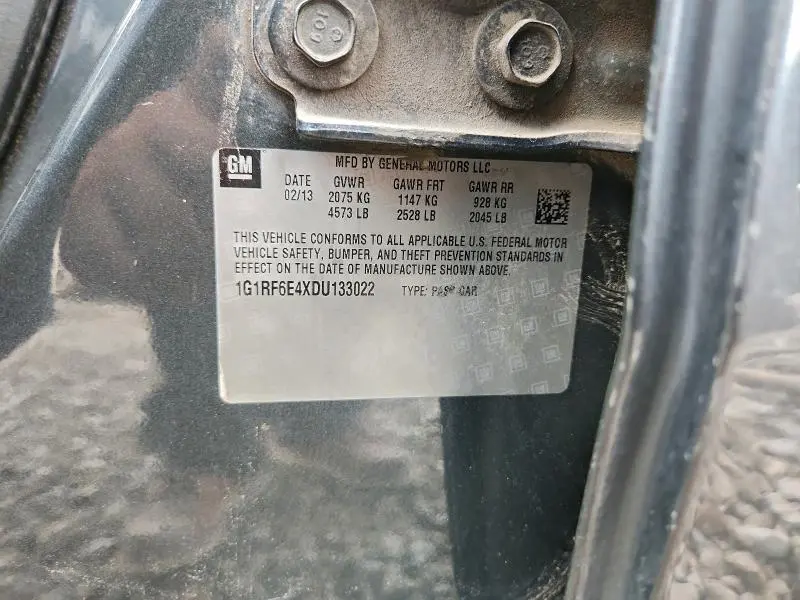 GM
MFD BY GENERAL MOTORS LLC
DATE GVWR GAWR FRT GAWR RR
02/13 2075 KG 1147 KG 928 KG
4573 LB 2528 LB 2045 LB
THIS VEHICLE CONFORMS TO ALL APPLICABLE U.S. FEDERAL MOTOR
VEHICLE SAFETY, BUMPER, AND THEFT PREVENTION STANDARDS IN
EFFECT ON THE DATE OF MANUFACTURE SHOWN ABOVE.
1G1RF6E4XDU133022 TYPE: PAS CAR